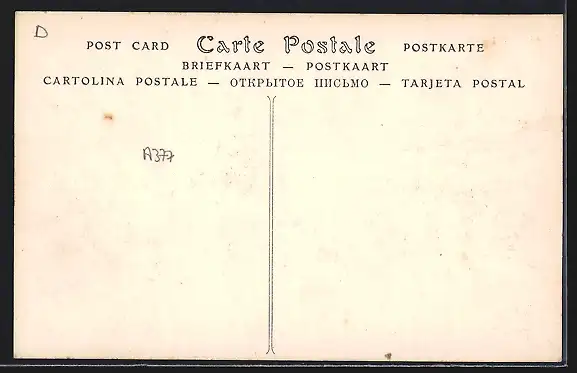 D
POST CARD Carte Postale POSTKARTE
BRIEFKAART — POSTKAART
CARTOLINA POSTALE — ОТКРЫТОЕ ПИСЬМО — TARJETA POSTAL
A377